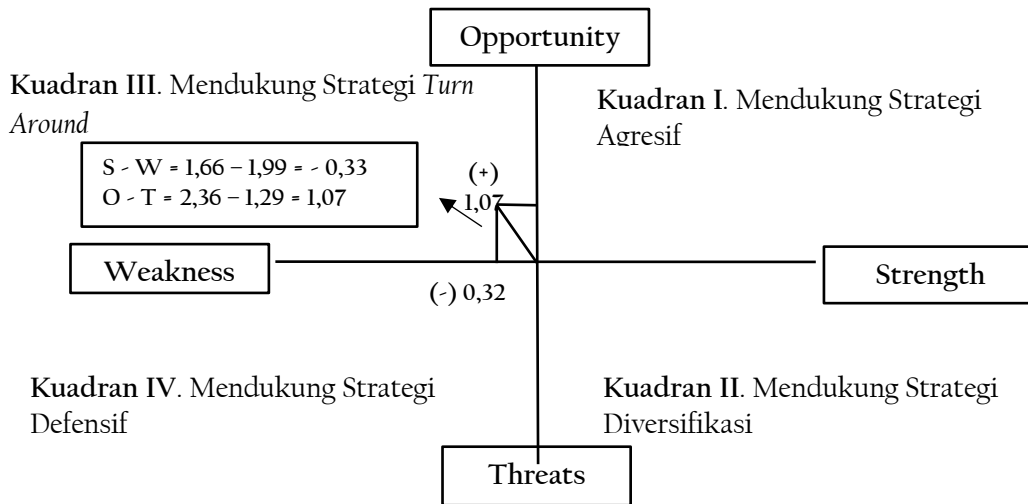 Opportunity
Kuadran III. Mendukung Strategi Turn
Around
Kuadran I. Mendukung Strategi
Agresif
S - W = 1,66 – 1,99 = - 0,33
O - T = 2,36 – 1,29 = 1,07
(+)
1,07
Weakness
Strength
(-) 0,32
Kuadran IV. Mendukung Strategi
Defensif
Kuadran II. Mendukung Strategi
Diversifikasi
Threats